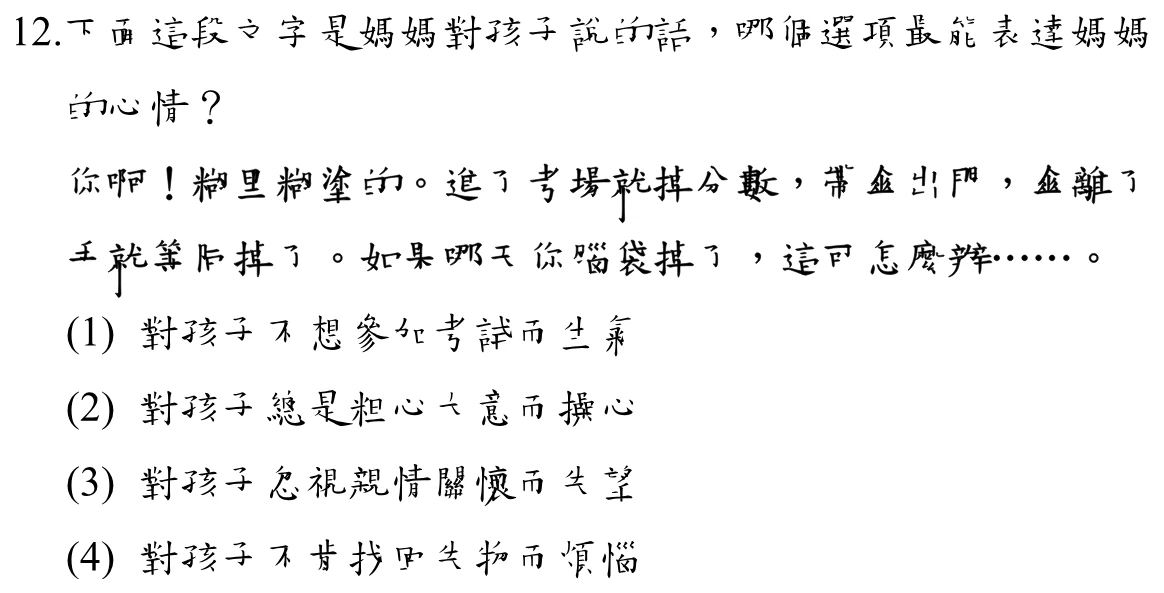 12.下面這段文字是媽媽對孩子說的話，哪個選項最能表達媽媽
的心情？
你啊！糊里糊塗的。進了考場就掉分數，帶傘出門，傘離了
手就等於掉了。如果哪天你腦袋掉了，這可怎麼辦……。
(1) 對孩子不想參加考試而生氣
(2) 對孩子總是粗心大意而操心
(3) 對孩子忽視親情關懷而失望
(4) 對孩子不肯找回失物而煩惱